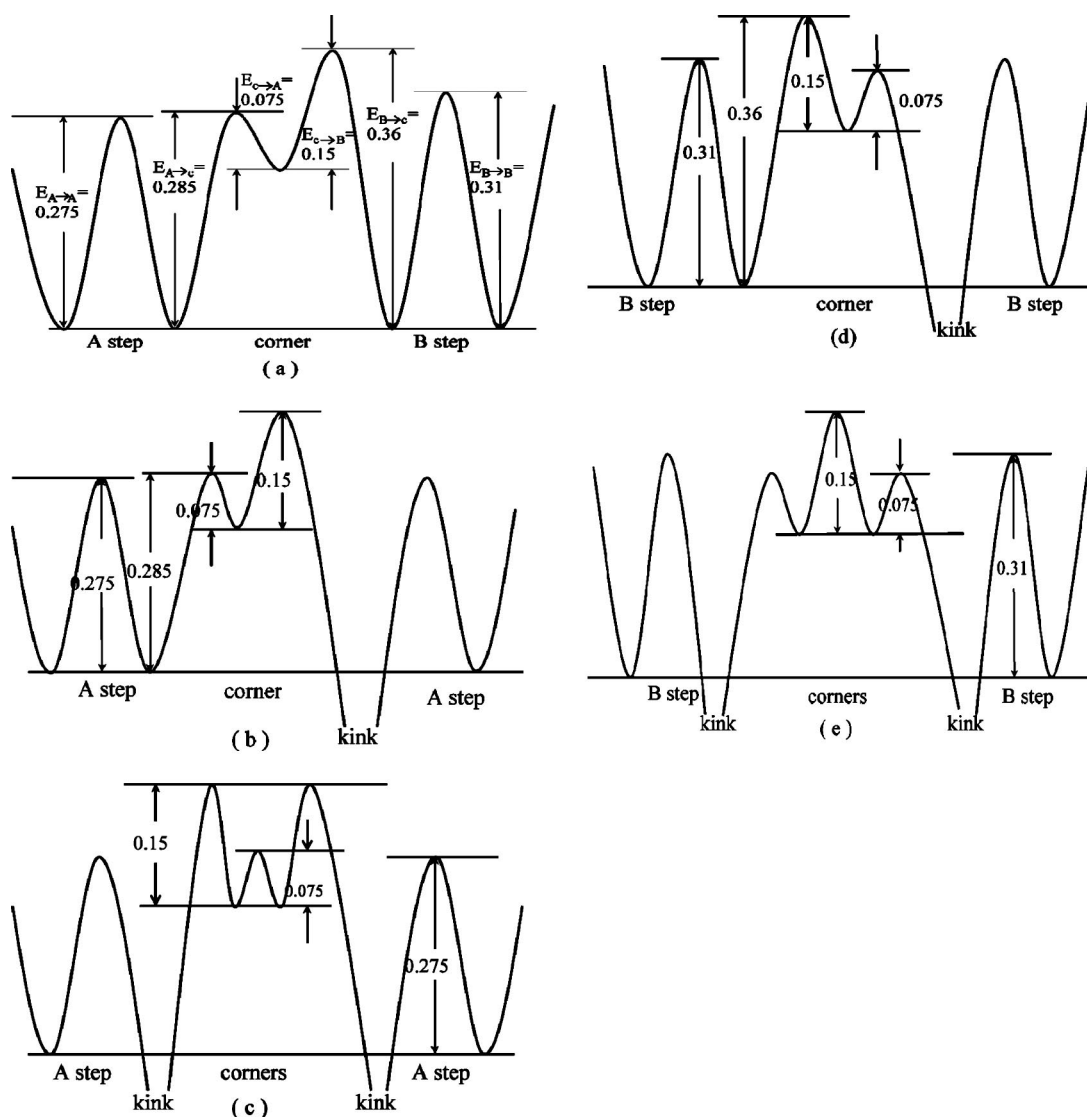 E_{c→A}=
0.075
E_{c→B}=
0.15
E_{B→c}=
0.36
E_{A→c}=
0.285
E_{B→B}=
0.31
E_{A→A}=
0.275
A step corner B step
( a )
0.275
0.285
0.075
0.15
A step corner A step
kink
( b )
0.15
0.075
0.275
A step corners A step
kink kink
( c )
0.31
0.36
0.15
0.075
B step corner B step
kink
(d)
0.15
0.075
0.31
B step corners B step
kink kink
( e )